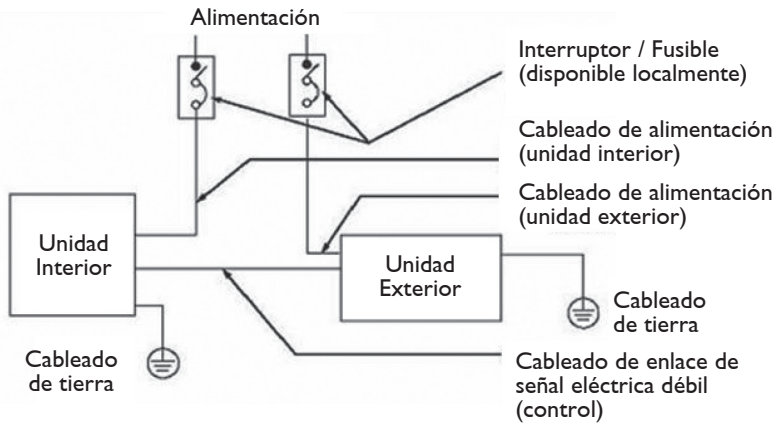 Alimentación
Interruptor / Fusible
(disponible localmente)
Cableado de alimentación
(unidad interior)
Cableado de alimentación
(unidad exterior)
Unidad
Interior
Unidad
Exterior
Cableado
de tierra
Cableado
de tierra
Cableado de enlace de
señal eléctrica débil
(control)